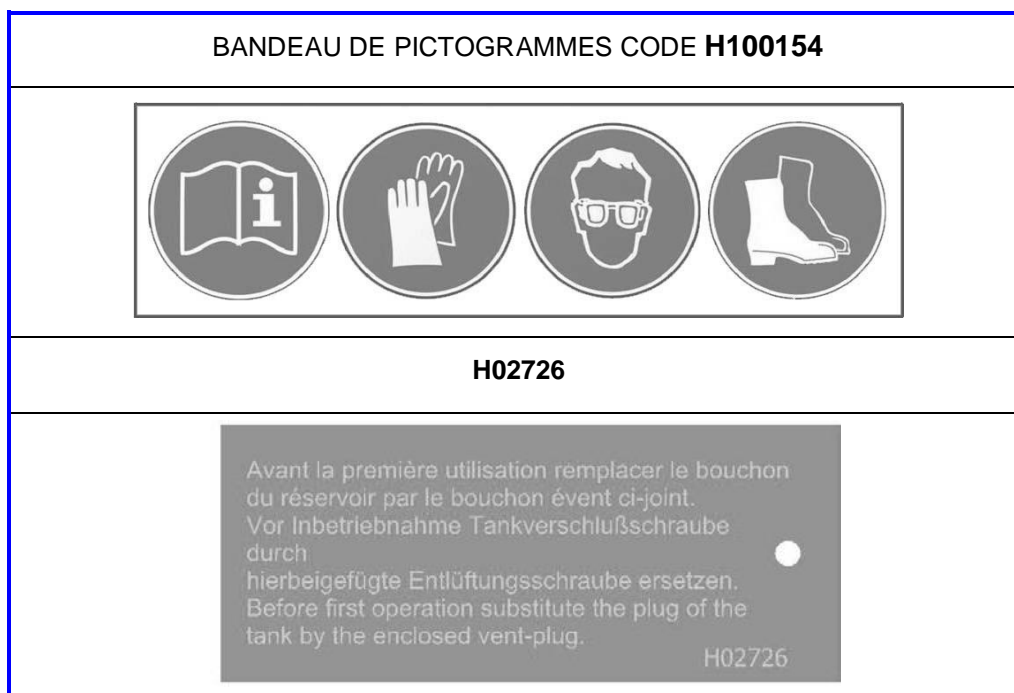 BANDEAU DE PICTOGRAMMES CODE H100154
i
H02726
Avant la première utilisation remplacer le bouchon
du réservoir par le bouchon évent ci-joint.
Vor Inbetriebnahme Tankverschlußschraube
durch
hierbeigefügte Entlüftungsschraube ersetzen.
Before first operation substitute the plug of the
tank by the enclosed vent-plug.
H02726